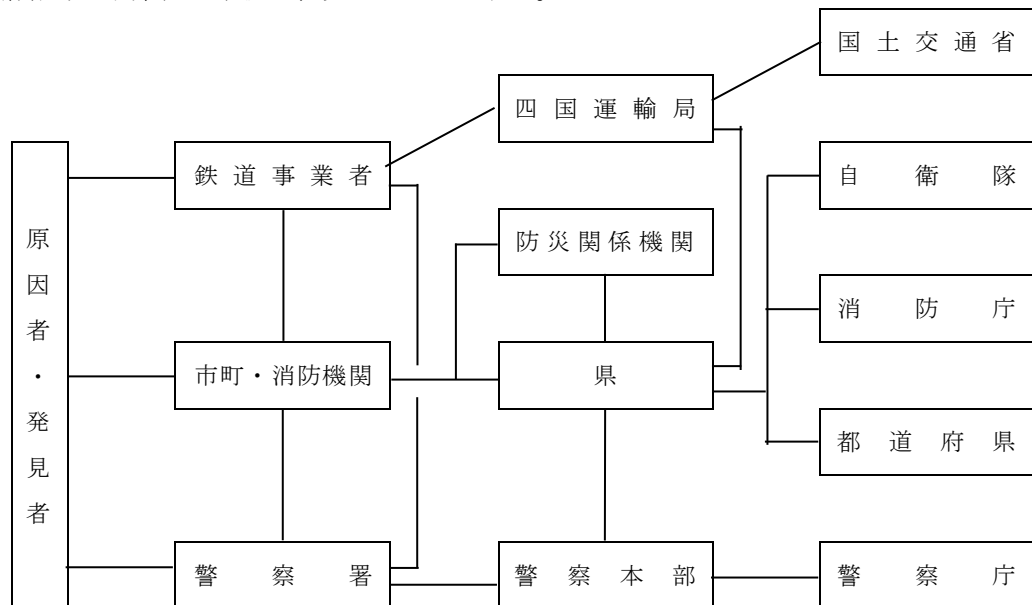 国土交通省
四国運輸局
鉄道事業者
自衛隊
防災関係機関
原因者・発見者
消防庁
市町・消防機関
県
都道府県
警察署
警察本部
警察庁